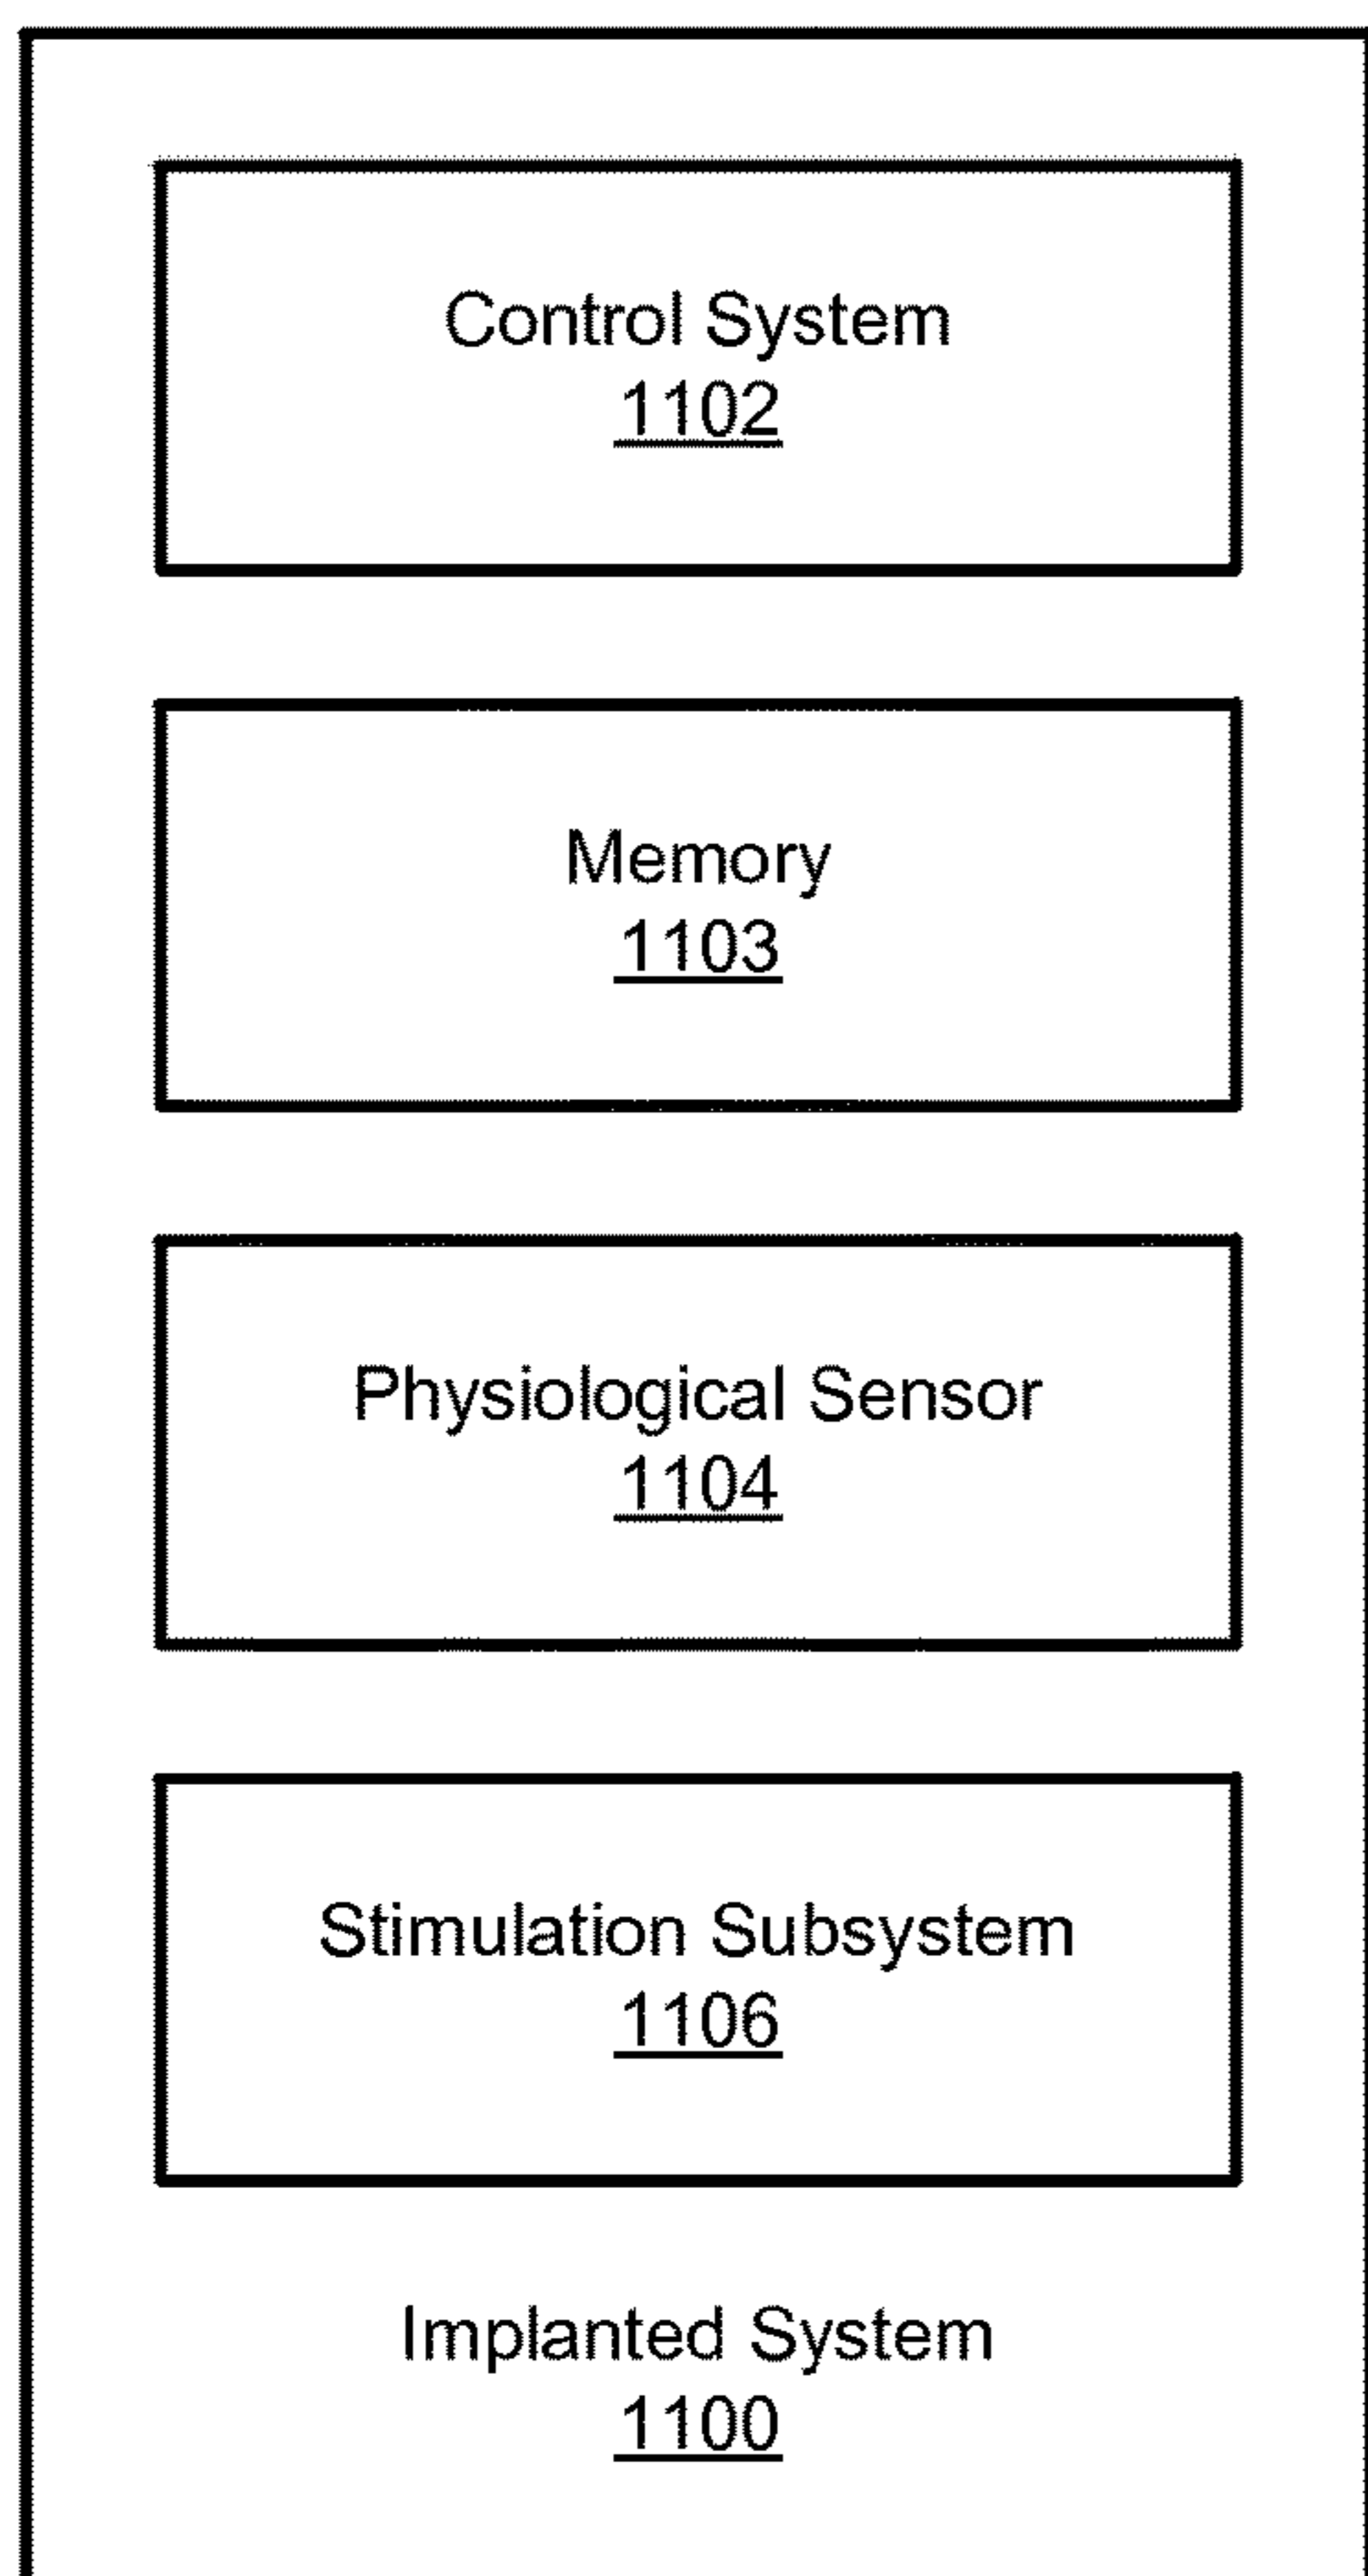 Control System
1102
Memory
1103
Physiological Sensor
1104
Stimulation Subsystem
1106
Implanted System
1100